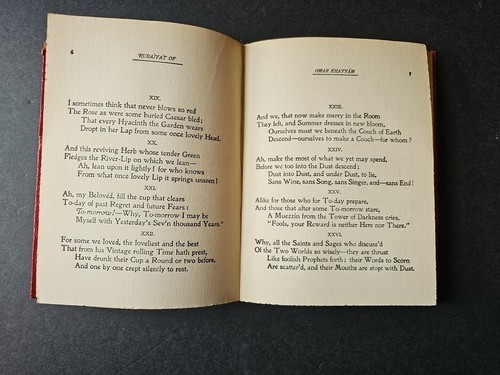 6
RUBÁIYÁT OF
XIX.
I sometimes think that never blows so red
The Rose as were some buried Caesar bled;
That every Hyacinth the Garden wears
Dropt in her Lap from some once lovely Head.
XX.
And this reviving Herb whose tender Green
Fledges the River-Lip on which we lean—
Ah, lean upon it lightly! for who knows
From what once lovely Lip it springs unseen!
XXI.
Ah, my Belovéd, fill the cup that clears
To-day of past Regret and future Fears:
To-morrow!—Why, To-morrow I may be
Myself with Yesterday's Sev'n thousand Years."
XXII.
For some we loved, the loveliest and the best
That from his Vintage rolling Time hath prest,
Have drunk their Cup a Round or two before,
And one by one crept silently to rest.
OMAR KHAYYÁM
7
XXIII.
And we, that now make merry in the Room
They left, and Summer dresses in new bloom,
Ourselves must we beneath the Couch of Earth
Descend—ourselves to make a Couch—for whom?
XXIV.
Ah, make the most of what we yet may spend,
Before we too into the Dust descend;
Dust into Dust, and under Dust, to lie,
Sans Wine, sans Song, sans Singer, and—sans End!
XXV.
Alike for those who for To-day prepare,
And those that after some To-morrow stare,
A Muezzin from the Tower of Darkness cries,
"Fools, your Reward is neither Here nor There."
XXVI.
Why, all the Saints and Sages who discuss'd
Of the Two Worlds so wisely—they are thrust
Like foolish Prophets forth; their Words to Scorn
Are scatter'd, and their Mouths are stopt with Dust.